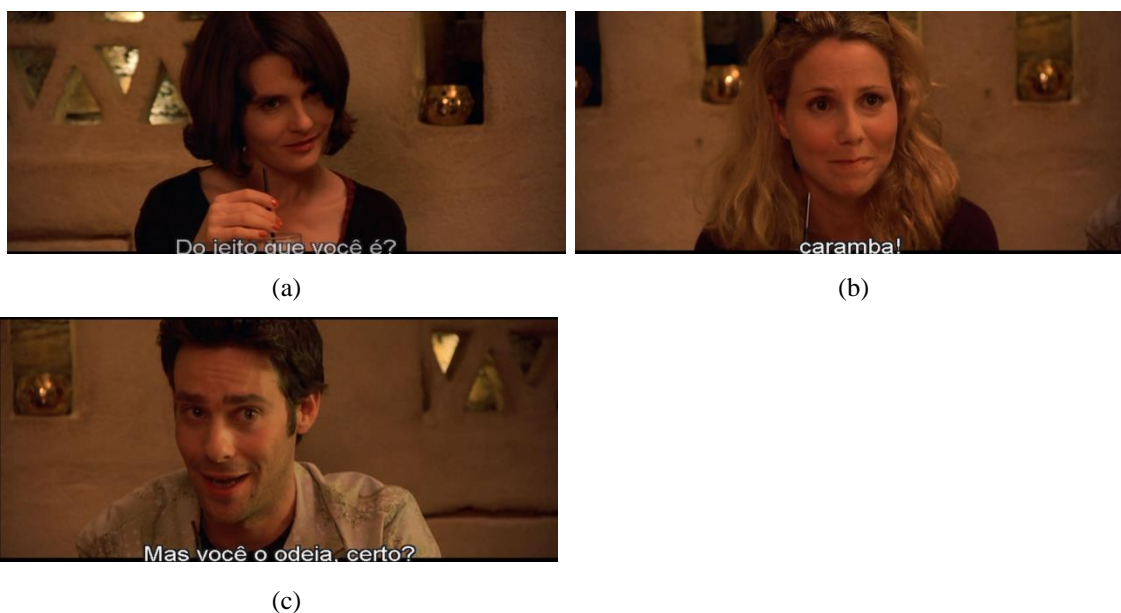 Do jeito que você é?
caramba!
(a)
(b)
Mas você o odeia, certo?
(c)